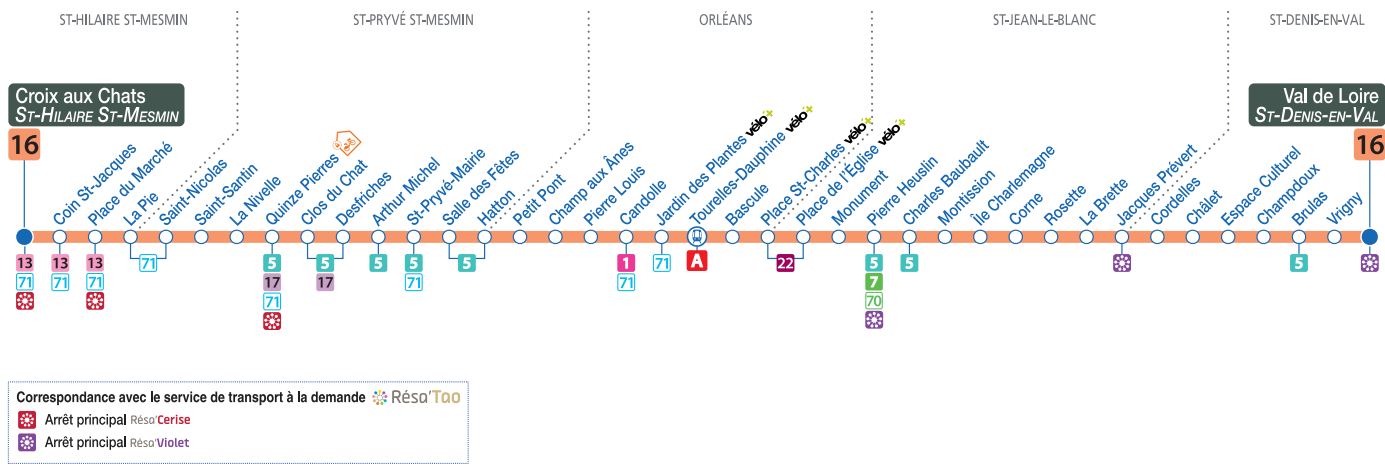 ST-HILAIRE ST-MESMIN
ST-PRYVÉ ST-MESMIN
ORLÉANS
ST-JEAN-LE-BLANC
ST-DENIS-EN-VAL
Croix aux Chats
ST-HILAIRE ST-MESMIN
16
Val de Loire
ST-DENIS-EN-VAL
16
Coin St-Jacques
Place du Marché
La Pie
Saint-Nicolas
Saint-Santin
La Nivelle
Quinze Pierres
Clos du Chat
Desfriches
Arthur Michel
St-Pryvé-Mairie
Salle des Fêtes
Hatton
Petit Pont
Champ aux Ânes
Pierre Louis
Candolle
Jardin des Plantes vélo+
Tourelles-Dauphine vélo+
Bascule
Place St-Charles vélo+
Place de l'Église vélo+
Monument
Pierre Heuslin
Charles Baubault
Montission
Île Charlemagne
Corne
Rosette
La Brette
Jacques Prévert
Cordelles
Châlet
Espace Culturel
Champdoux
Brulas
Vrigny
13 13 13 71 5 5 5 5 5 1 71 A 22 5 5 5
71 71 71 17 17 71 71 7
71 70
Correspondance avec le service de transport à la demande Résa'Tao
Arrêt principal Résa'Cerise
Arrêt principal Résa'Violet